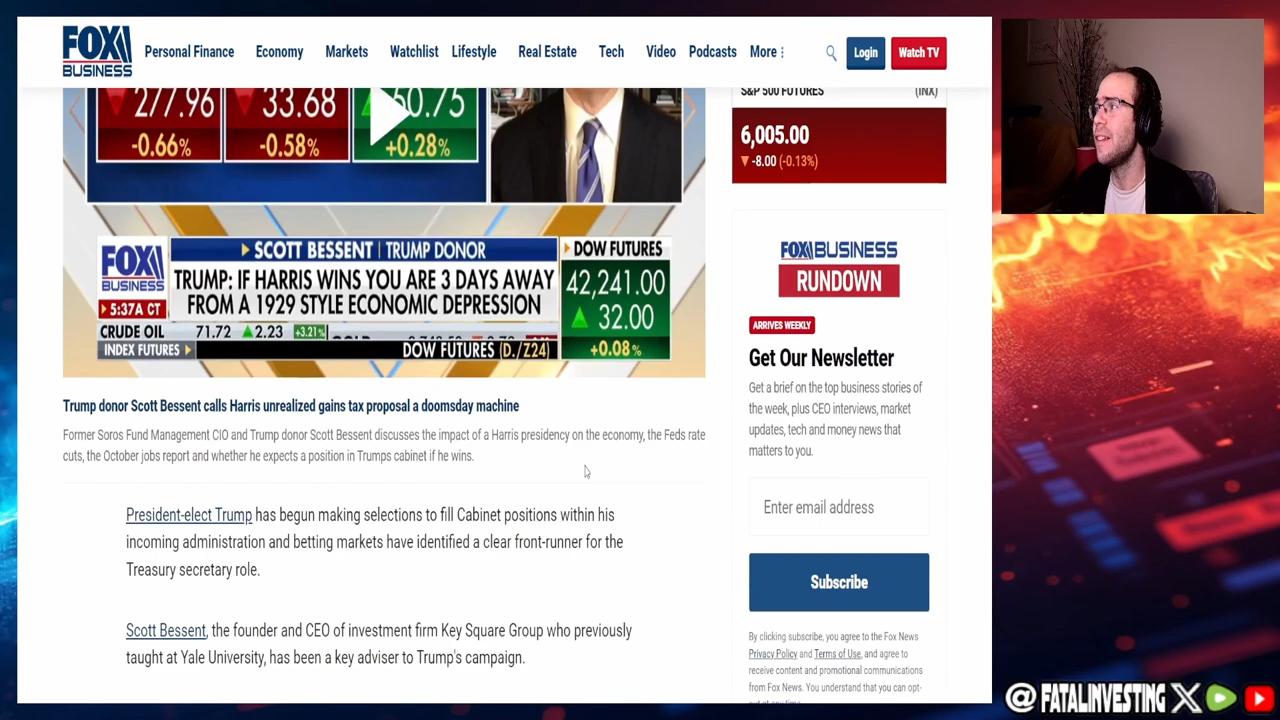 FOX BUSINESS
Personal Finance Economy Markets Watchlist Lifestyle Real Estate Tech Video Podcasts More Login Watch TV
277.96 33.68 60.75
-0.66% -0.58% +0.28%
S&P 500 FUTURES (INX)
6,005.00
-8.00 (-0.13%)
FOX BUSINESS
5:37A CT
SCOTT BESSENT | TRUMP DONOR
TRUMP: IF HARRIS WINS YOU ARE 3 DAYS AWAY
FROM A 1929 STYLE ECONOMIC DEPRESSION
DOW FUTURES
42,241.00
32.00
+0.08%
CRUDE OIL 71.72 2.23 +3.21%
INDEX FUTURES DOW FUTURES (D./Z24)
Trump donor Scott Bessent calls Harris unrealized gains tax proposal a doomsday machine
Former Soros Fund Management CIO and Trump donor Scott Bessent discusses the impact of a Harris presidency on the economy, the Feds rate
cuts, the October jobs report and whether he expects a position in Trumps cabinet if he wins.
President-elect Trump has begun making selections to fill Cabinet positions within his
incoming administration and betting markets have identified a clear front-runner for the
Treasury secretary role.
Scott Bessent, the founder and CEO of investment firm Key Square Group who previously
taught at Yale University, has been a key adviser to Trump's campaign.
FOX BUSINESS
RUNDOWN
ARRIVES WEEKLY
Get Our Newsletter
Get a brief on the top business stories of
the week, plus CEO interviews, market
updates, tech and money news that
matters to you.
Enter email address
Subscribe
By clicking subscribe, you agree to the Fox News
Privacy Policy and Terms of Use, and agree to
receive content and promotional communications
from Fox News. You understand that you can opt-
out at any time.
@FATALINVESTING